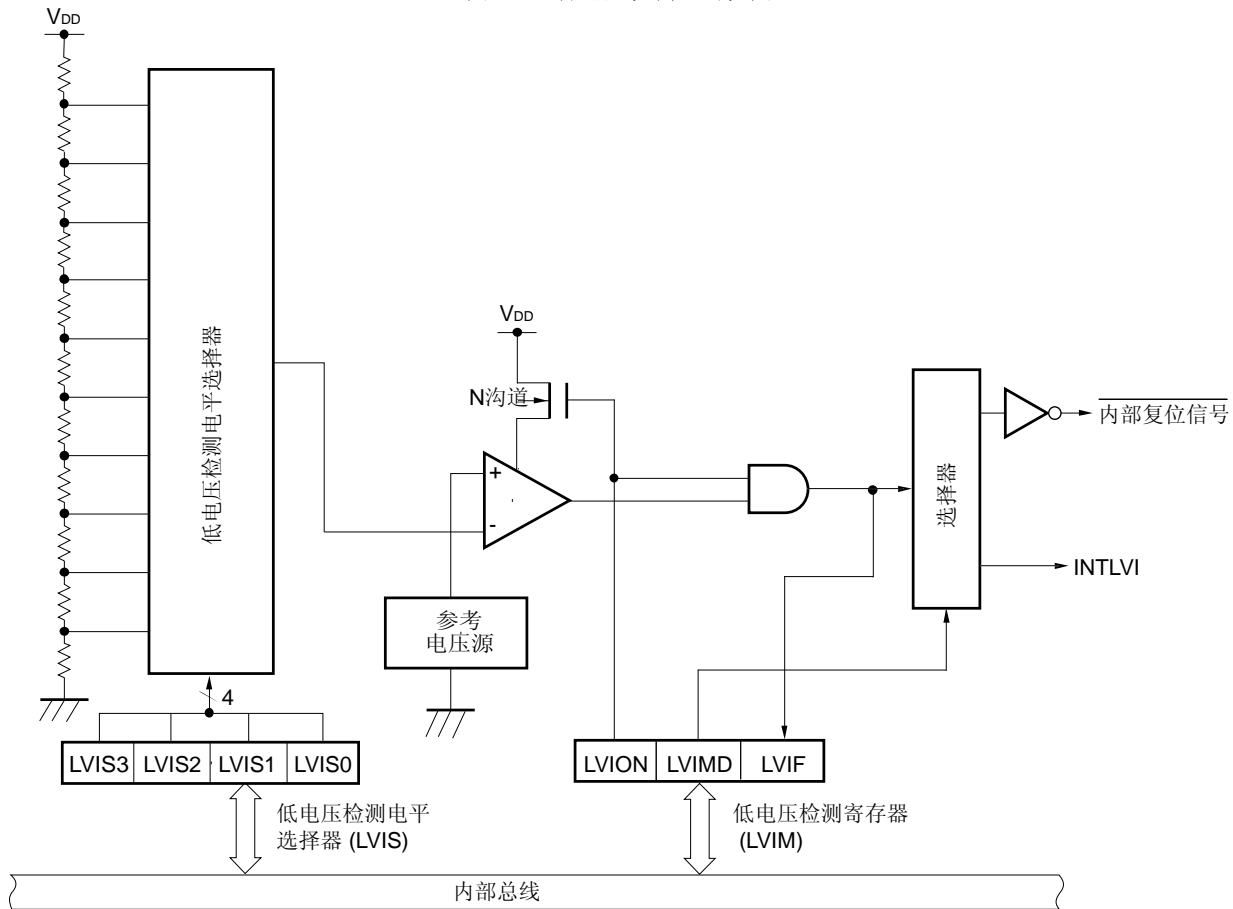 VDD
低电压检测电平选择器
4
LVIS3 LVIS2 LVIS1 LVIS0
低电压检测电平
选择器 (LVIS)
VDD
N沟道
+
-
参考
电压源
选择器
内部复位信号
INTLVI
LVION LVIMD LVIF
低电压检测寄存器
(LVIM)
内部总线